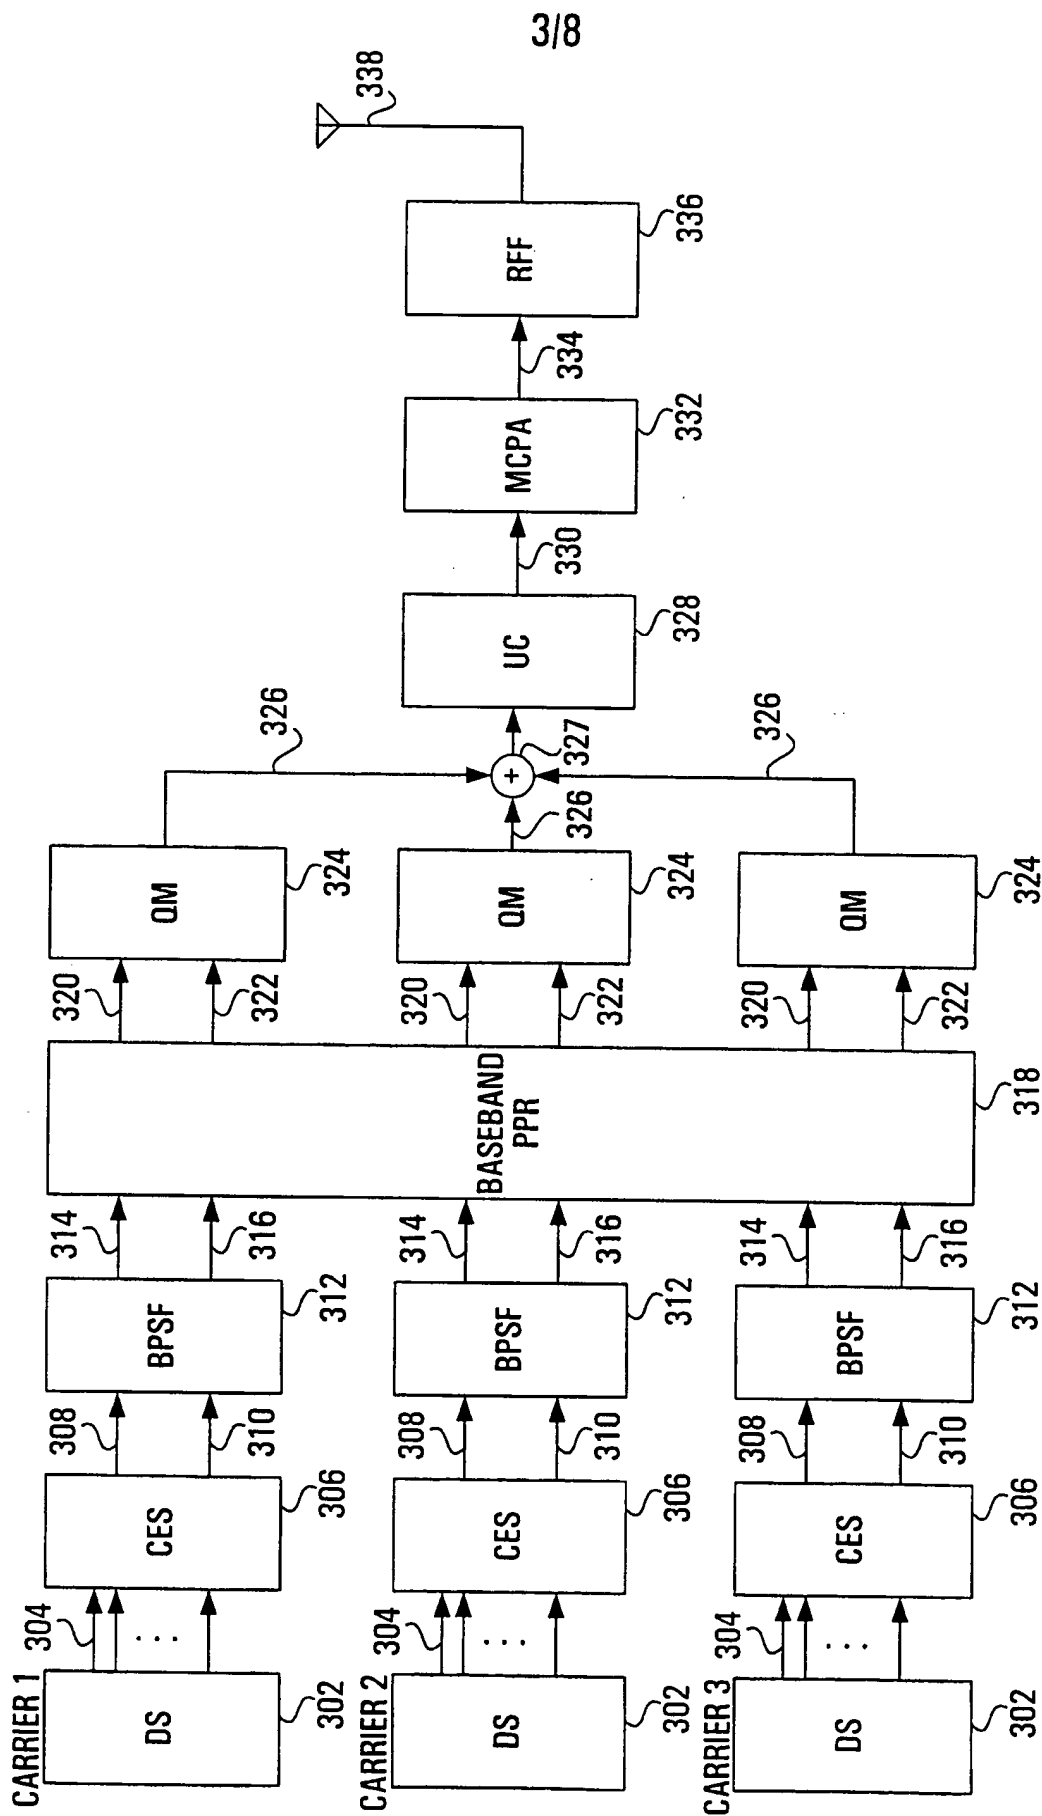 3/8
CARRIER 1
DS
302
304
. . .
CES
306
308
310
BPSF
312
314
316
CARRIER 2
DS
302
304
. . .
CES
306
308
310
BPSF
312
314
316
CARRIER 3
DS
302
304
. . .
CES
306
308
310
BPSF
312
314
316
BASEBAND
PPR
318
320
322
QM
324
326
320
322
QM
324
326
320
322
QM
324
326
+
327
UC
328
330
MCPA
332
334
RFF
336
338